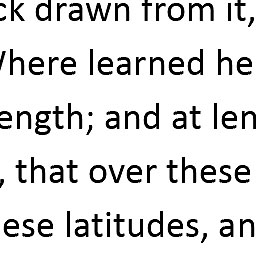 ck drawn from it,
Where learned he
ength; and at len
, that over these
ese latitudes, an